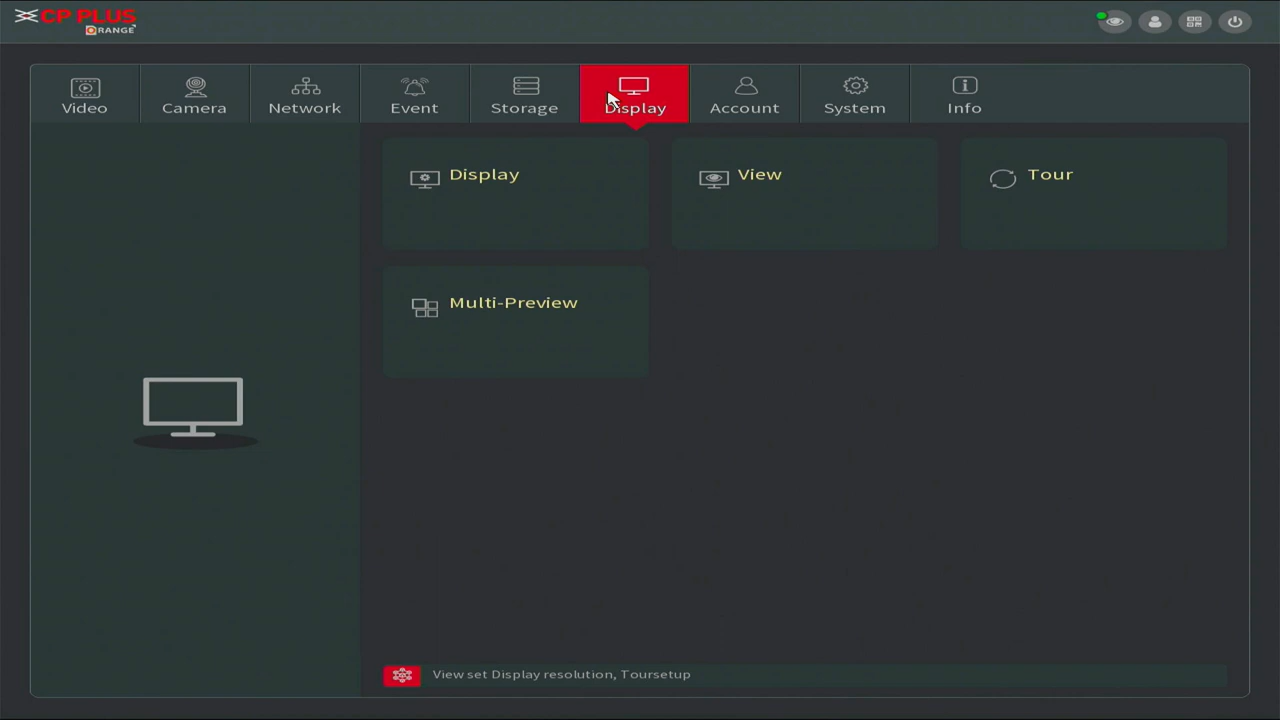 CP PLUS
ORANGE
Video Camera Network Event Storage Display Account System Info
Display View Tour
Multi-Preview
View set Display resolution, Toursetup